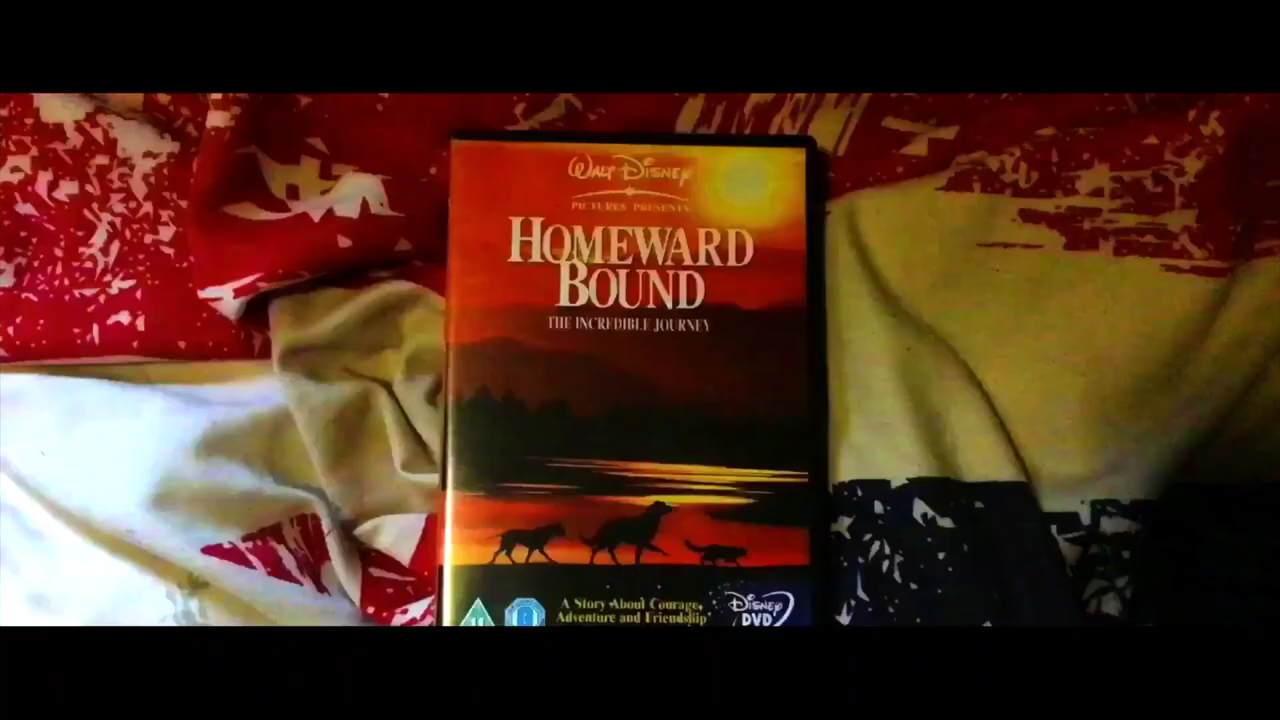 WALT DISNEY
PICTURES PRESENTS
HOMEWARD
BOUND
THE INCREDIBLE JOURNEY
A Story About Courage,
Adventure and Friendship
DISNEY
DVD